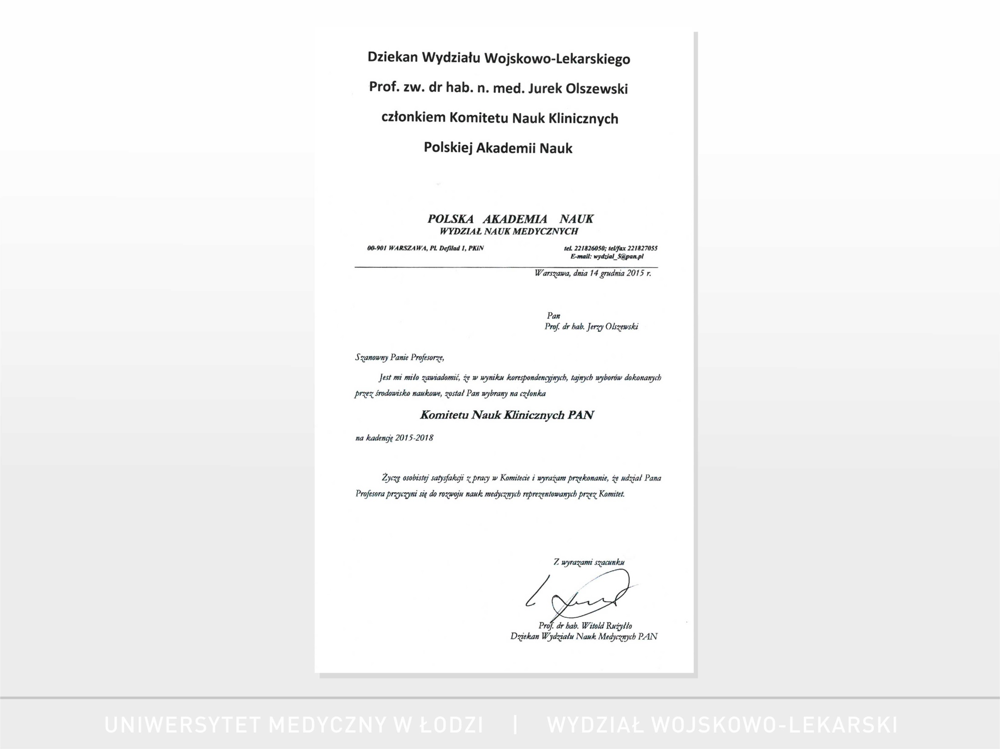 Dziekan Wydziału Wojskowo-Lekarskiego
Prof. zw. dr hab. n. med. Jurek Olszewski
członkiem Komitetu Nauk Klinicznych
Polskiej Akademii Nauk
POLSKA AKADEMIA NAUK
WYDZIAŁ NAUK MEDYCZNYCH
00-901 WARSZAWA, Pl. Defilad 1, PKiN
tel. 221826050; tel/fax 221827055
E-mail: wydzial_5@pan.pl
Warszawa, dnia 14 grudnia 2015 r.
Pan
Prof. dr hab. Jerzy Olszewski
Szanowny Panie Profesorze,
Jest mi miło zawiadomić, że w wyniku korespondencyjnych, tajnych wyborów dokonanych
przez środowisko naukowe, został Pan wybrany na członka
Komitetu Nauk Klinicznych PAN
na kadencję 2015-2018
Życzę osobistej satysfakcji z pracy w Komitecie i wyrażam przekonanie, że udział Pana
Profesora przyczyni się do rozwoju nauk medycznych reprezentowanych przez Komitet.
Z wyrazami szacunku
Prof. dr hab. Witold Rużyłło
Dziekan Wydziału Nauk Medycznych PAN
UNIWERSYTET MEDYCZNY W ŁODZI | WYDZIAŁ WOJSKOWO-LEKARSKI